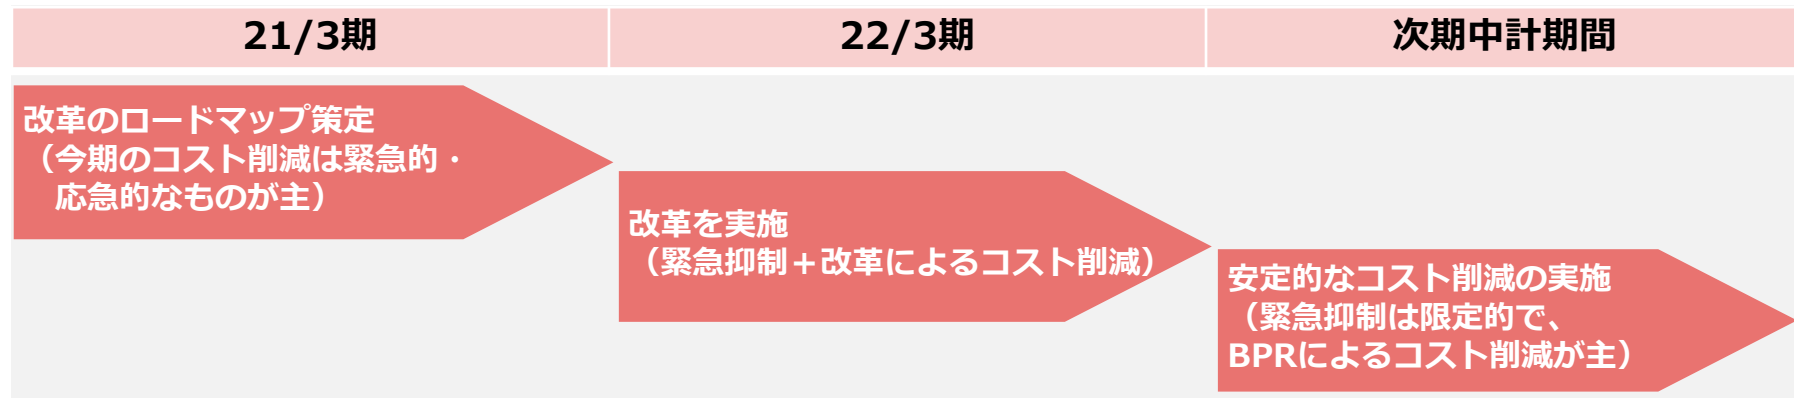 21/3期
22/3期
次期中計期間
改革のロードマップ策定
（今期のコスト削減は緊急的・
応急的なものが主）
改革を実施
（緊急抑制＋改革によるコスト削減）
安定的なコスト削減の実施
（緊急抑制は限定的で、
BPRによるコスト削減が主）